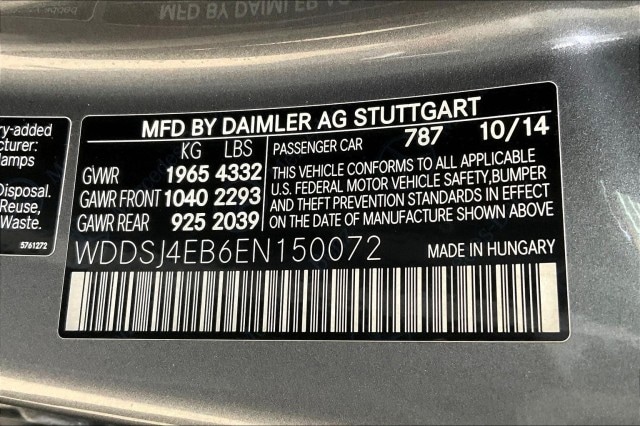 ry-added
cturer:
lamps
Disposal.
Reuse,
Waste.
5761272
MFD BY DAIMLER AG STUTTGART
KG LBS
GVWR 1965 4332
GAWR FRONT 1040 2293
GAWR REAR 925 2039
PASSENGER CAR 787 10/14
THIS VEHICLE CONFORMS TO ALL APPLICABLE
U.S. FEDERAL MOTOR VEHICLE SAFETY, BUMPER
AND THEFT PREVENTION STANDARDS IN EFFECT
ON THE DATE OF MANUFACTURE SHOWN ABOVE
WDDSJ4EB6EN150072
MADE IN HUNGARY